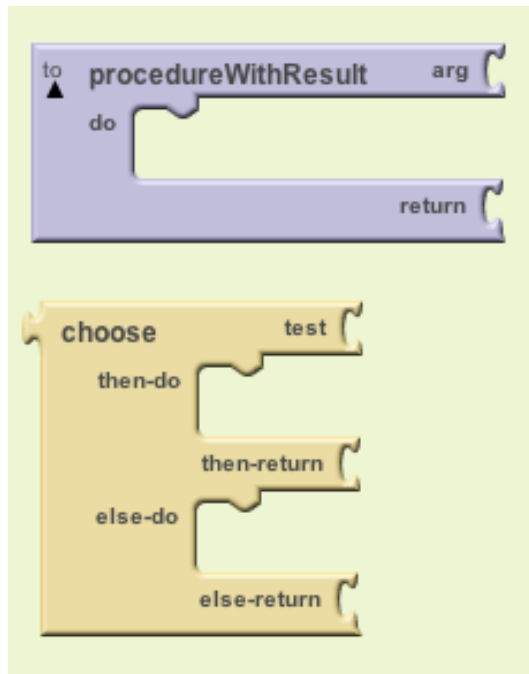 to procedureWithResult arg
do
return
choose test
then-do
then-return
else-do
else-return